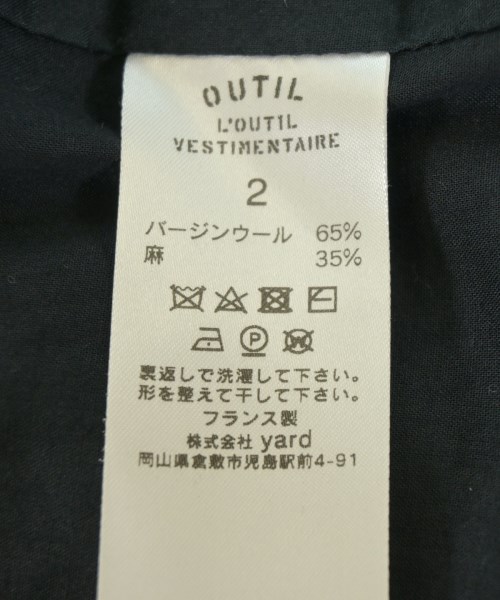 OUTIL
L'OUTIL
VESTIMENTAIRE
2
バージンウール 65%
麻 35%
P W
裏返しで洗濯して下さい。
形を整えて干して下さい。
フランス製
株式会社 yard
岡山県倉敷市児島駅前4-91